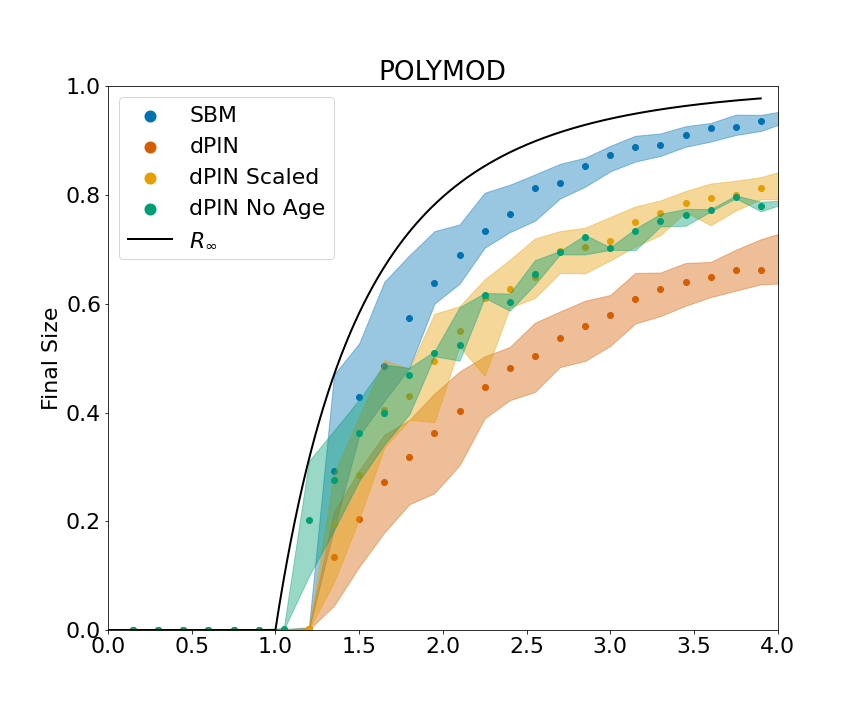 POLYMOD
1.0
0.8
0.6
0.4
0.2
0.0
Final Size
SBM
dPIN
dPIN Scaled
dPIN No Age
R∞
0.0 0.5 1.0 1.5 2.0 2.5 3.0 3.5 4.0